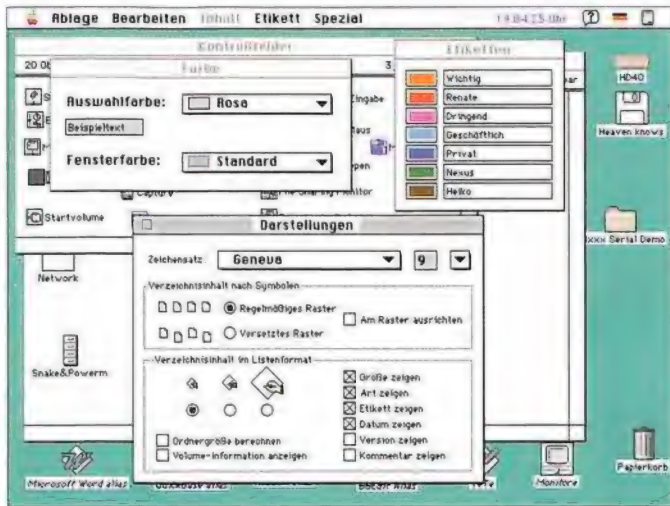 Ablage Bearbeiten Inhalt Etikett Spezial
Kontrollfelder
Farbe
Auswahlfarbe: Rosa
Beispieltext
Fensterfarbe: Standard
Startvolume
Etiketten
Wichtig
Renate
Dringend
Geschäftlich
Privat
Nexus
Heiko
HD40
Heaven knows
Serial Demo
Network
Snake&Powerm
Darstellungen
Zeichensatz Geneva 9
Verzeichnisinhalt nach Symbolen
Regelmäßiges Raster
Am Raster ausrichten
Versetztes Raster
Verzeichnisinhalt im Listenformat
Größe zeigen
Art zeigen
Etikett zeigen
Datum zeigen
Ordnergröße berechnen
Version zeigen
Volume-Information anzeigen
Kommentar zeigen
Microsoft Word alias
Monitore
Papierkorb